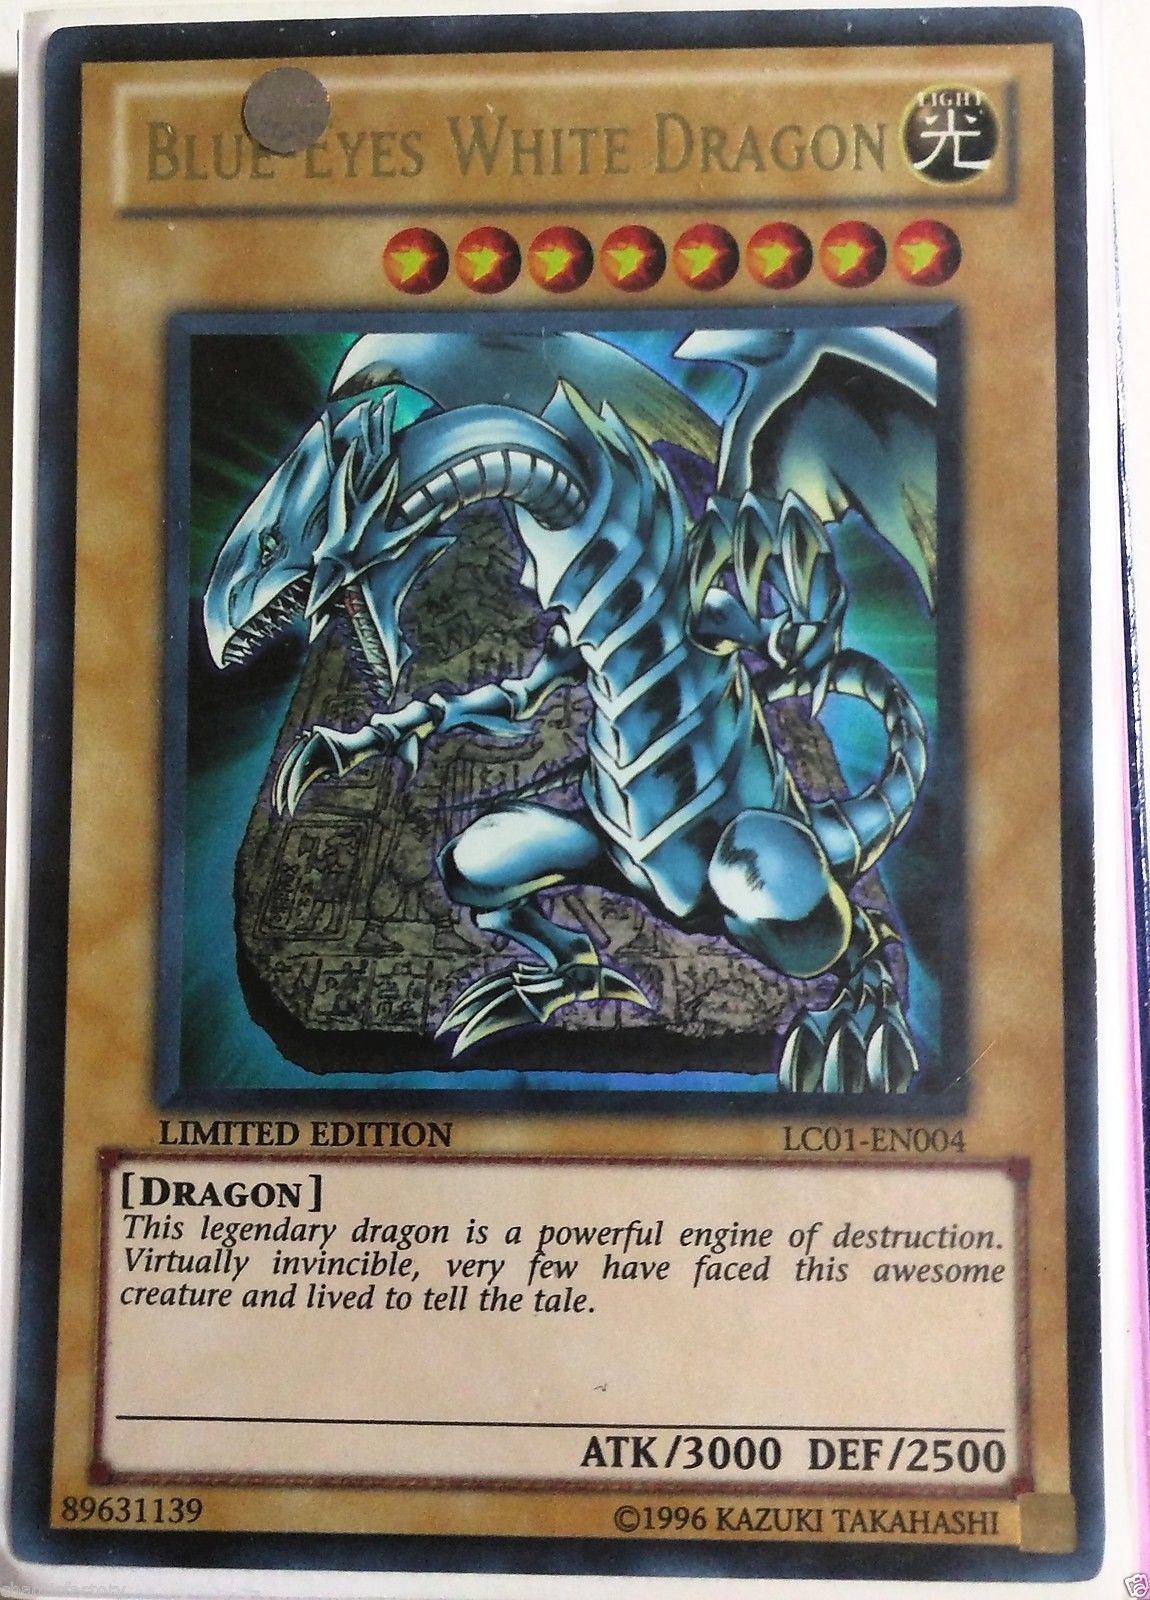 BLUE-EYES WHITE DRAGON
LIGHT
光
LIMITED EDITION
LC01-EN004
[DRAGON]
This legendary dragon is a powerful engine of destruction.
Virtually invincible, very few have faced this awesome
creature and lived to tell the tale.
ATK/3000 DEF/2500
89631139
©1996 KAZUKI TAKAHASHI